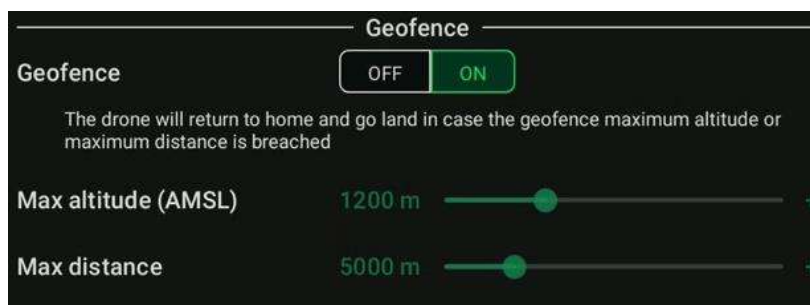 Geofence
Geofence OFF ON
The drone will return to home and go land in case the geofence maximum altitude or
maximum distance is breached
Max altitude (AMSL) 1200 m
Max distance 5000 m